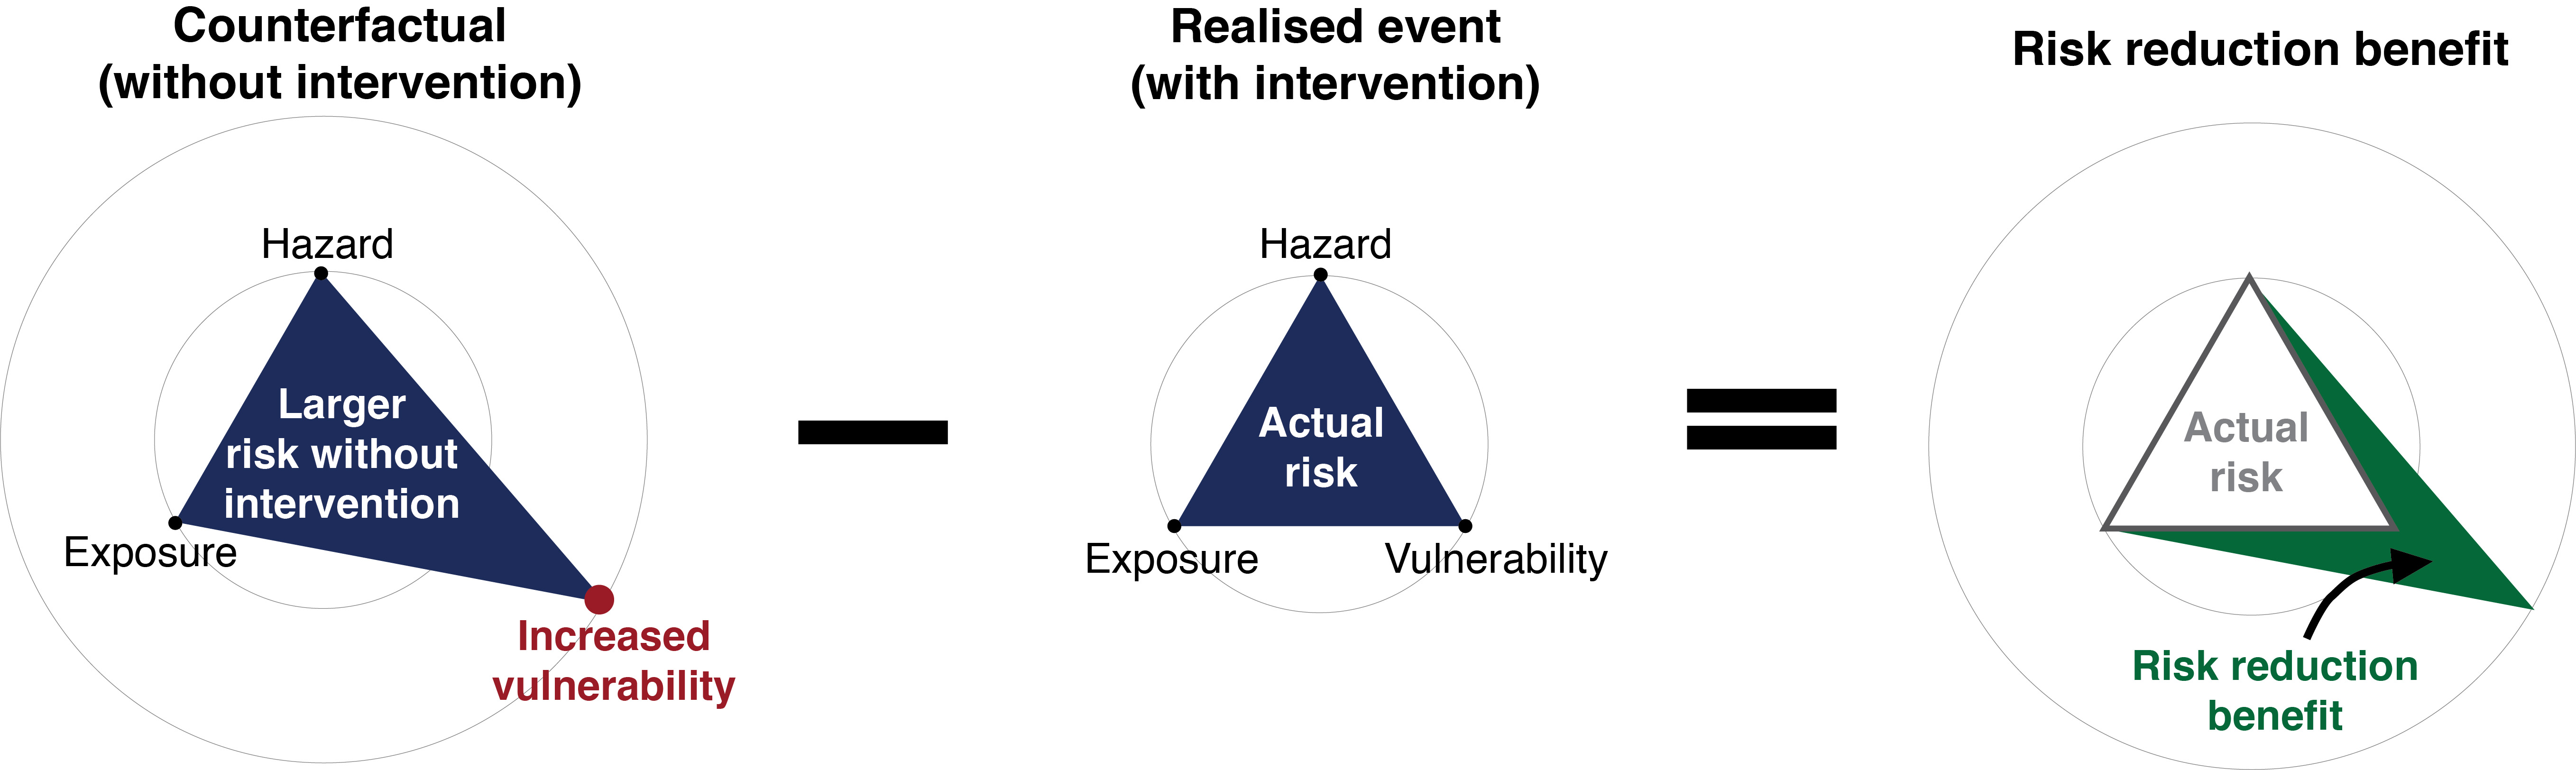 Counterfactual
(without intervention)
Hazard
Larger
risk without
intervention
Exposure
Increased
vulnerability
Realised event
(with intervention)
Hazard
Actual
risk
Exposure
Vulnerability
Risk reduction benefit
Actual
risk
Risk reduction
benefit